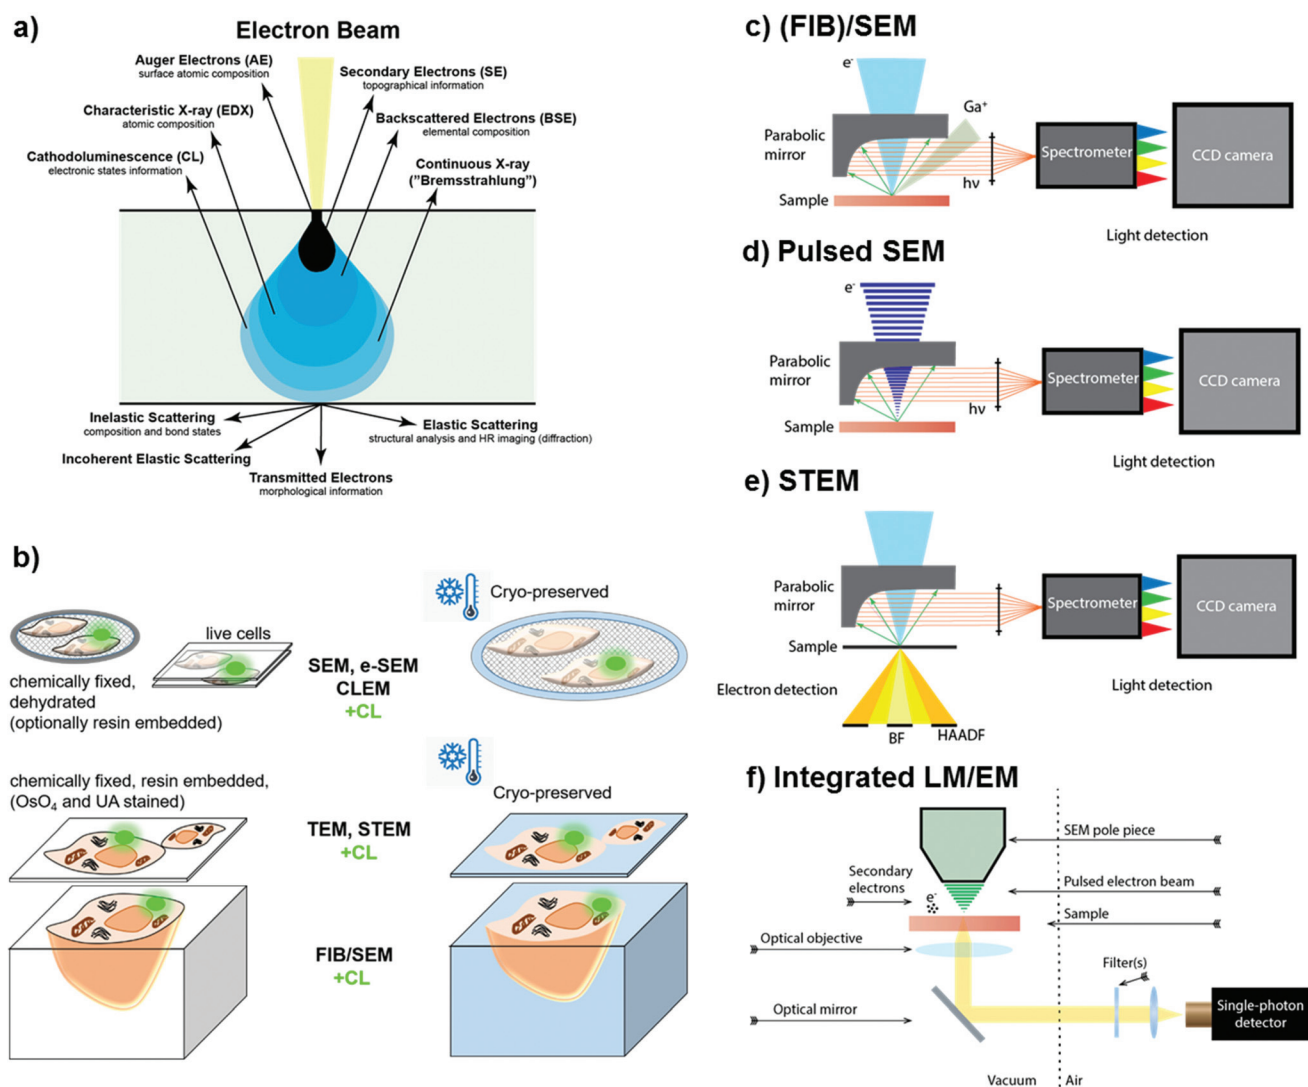 a)
Electron Beam
Auger Electrons (AE)
surface atomic composition
Secondary Electrons (SE)
topographical information
Characteristic X-ray (EDX)
atomic composition
Backscattered Electrons (BSE)
elemental composition
Cathodoluminescence (CL)
electronic states information
Continuous X-ray
("Bremsstrahlung")
Inelastic Scattering
composition and bond states
Elastic Scattering
structural analysis and HR imaging (diffraction)
Incoherent Elastic Scattering
Transmitted Electrons
morphological information
b)
live cells
chemically fixed,
dehydrated
(optionally resin embedded)
SEM, e-SEM
CLEM
+CL
Cryo-preserved
chemically fixed, resin embedded,
(OsO₄ and UA stained)
TEM, STEM
+CL
Cryo-preserved
FIB/SEM
+CL
c) (FIB)/SEM
e⁻
Ga⁺
Parabolic
mirror
Sample
hν
Spectrometer
CCD camera
Light detection
d) Pulsed SEM
e⁻
Parabolic
mirror
Sample
hν
Spectrometer
CCD camera
Light detection
e) STEM
Parabolic
mirror
Sample
Electron detection
BF
HAADF
Spectrometer
CCD camera
Light detection
f) Integrated LM/EM
SEM pole piece
Secondary
electrons
e⁻
Pulsed electron beam
Sample
Optical objective
Filter(s)
Optical mirror
Single-photon
detector
Vacuum
Air